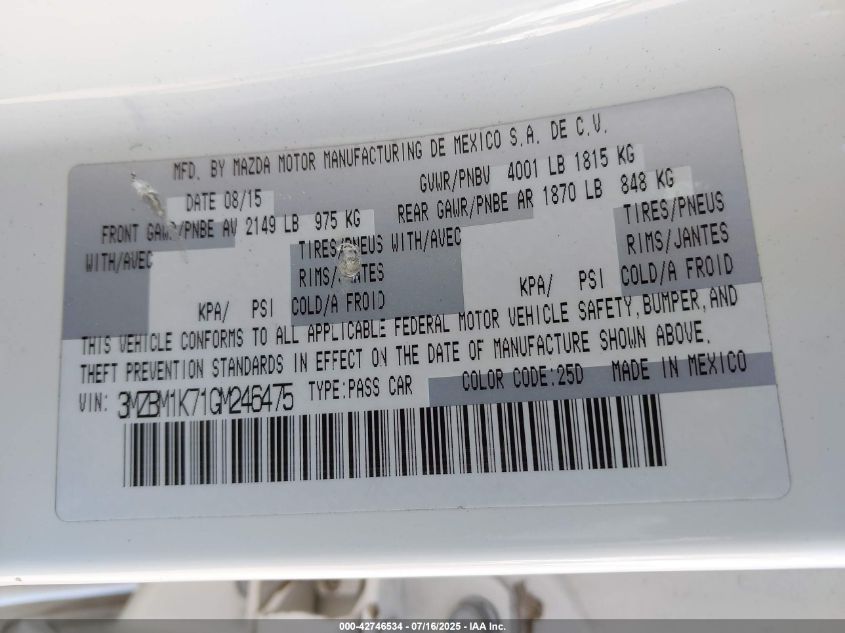 MFD. BY MAZDA MOTOR MANUFACTURING DE MEXICO S.A. DE C.V.
DATE 08/15 GVWR/PNBV 4001 LB 1815 KG
FRONT GAWR/PNBE AV 2149 LB 975 KG REAR GAWR/PNBE AR 1870 LB 848 KG
WITH/AVEC TIRES/PNEUS WITH/AVEC TIRES/PNEUS
RIMS/JANTES RIMS/JANTES
KPA/ PSI COLD/A FROID KPA/ PSI COLD/A FROID
THIS VEHICLE CONFORMS TO ALL APPLICABLE FEDERAL MOTOR VEHICLE SAFETY, BUMPER, AND
THEFT PREVENTION STANDARDS IN EFFECT ON THE DATE OF MANUFACTURE SHOWN ABOVE.
VIN: 3MZBM1K71GM246475 TYPE:PASS CAR COLOR CODE:25D MADE IN MEXICO
000-42746534 - 07/16/2025 - IAA Inc.